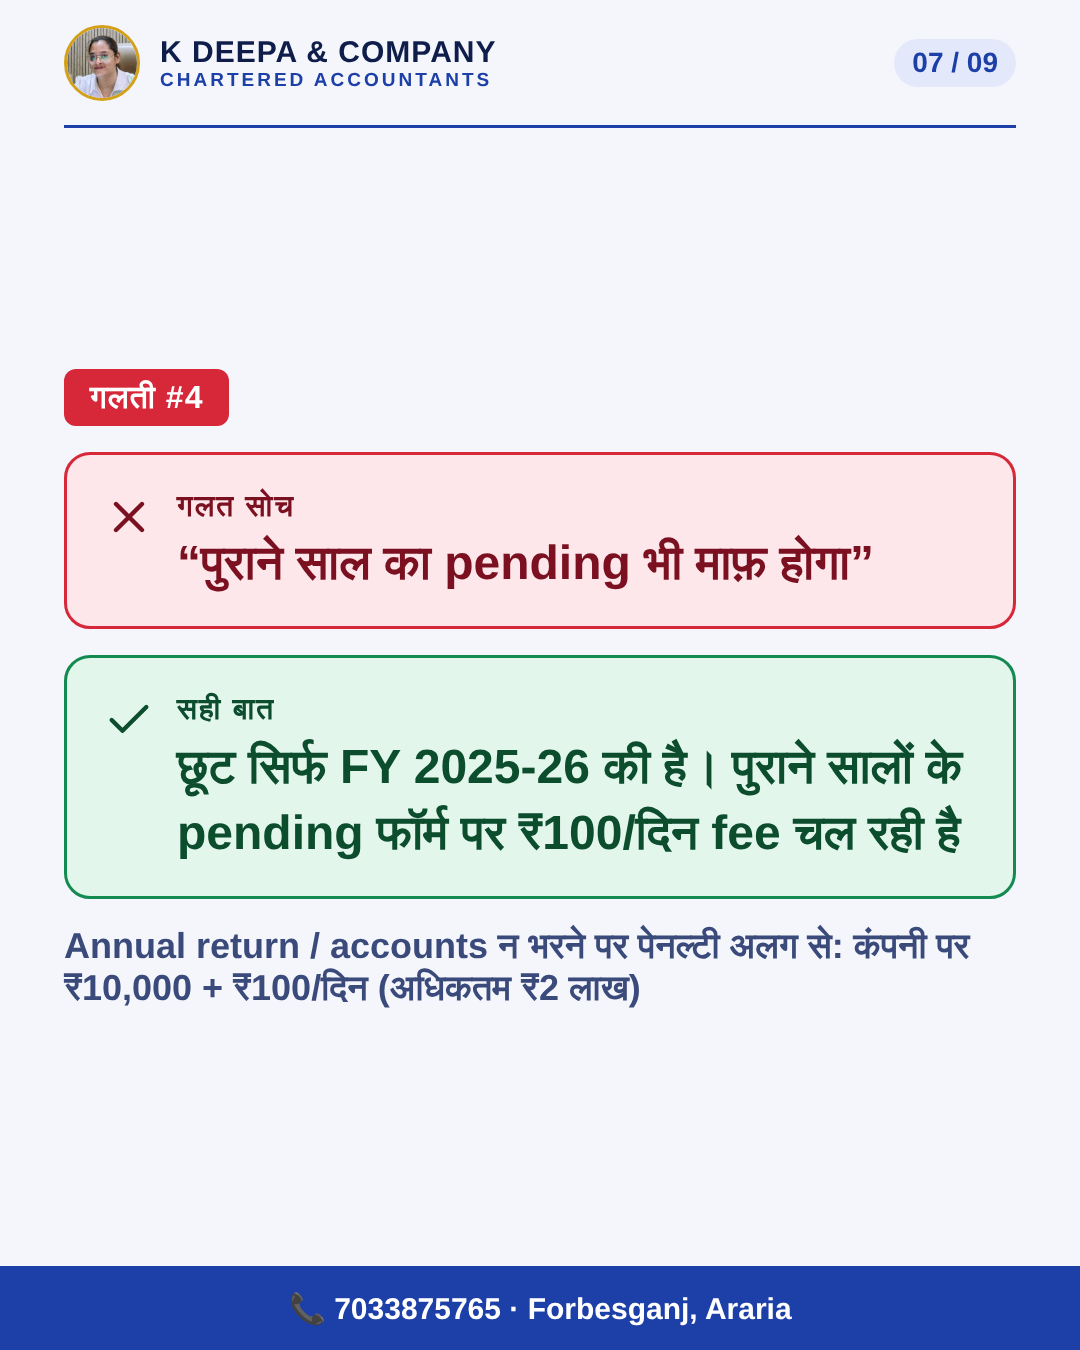 K DEEPA & COMPANY
CHARTERED ACCOUNTANTS
07 / 09
गलती #4
गलत सोच
“पुराने साल का pending भी माफ़ होगा”
सही बात
छूट सिर्फ FY 2025-26 की है। पुराने सालों के
pending फॉर्म पर ₹100/दिन fee चल रही है
Annual return / accounts न भरने पर पेनल्टी अलग से: कंपनी पर
₹10,000 + ₹100/दिन (अधिकतम ₹2 लाख)
📞 7033875765 · Forbesganj, Araria